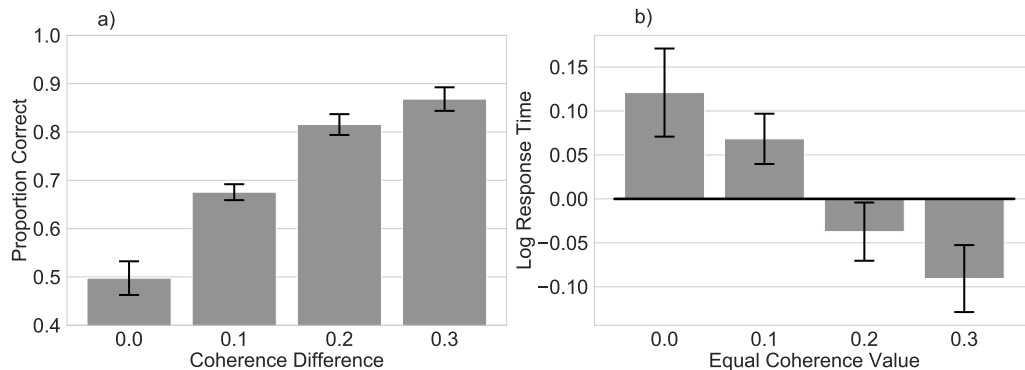 a)
1.0
0.9
0.8
0.7
0.6
0.5
0.4
Proportion Correct
0.0 0.1 0.2 0.3
Coherence Difference
b)
0.15
0.10
0.05
0.00
−0.05
−0.10
Log Response Time
0.0 0.1 0.2 0.3
Equal Coherence Value